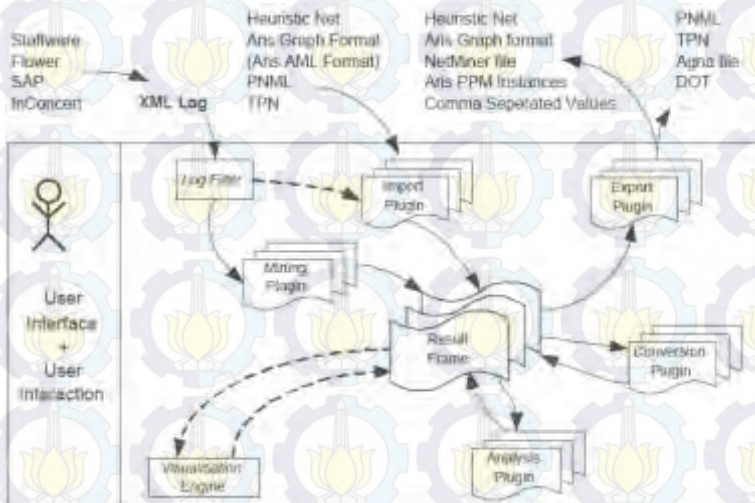 Staffware
Flower
SAP
InConcert
XML Log
Heuristic Net
Aris Graph Format
(Aris AML Format)
PNML
TPN
Heuristic Net
Aris Graph format
NetMiner file
Aris PPM Instances
Comma Seperated Values
PNML
TPN
Agna file
DOT
Log Filter
Import
Plugin
Export
Plugin
Mining
Plugin
User
Interface
+
User
Interaction
Result
Frame
Conversion
Plugin
Visualisation
Engine
Analysis
Plugin